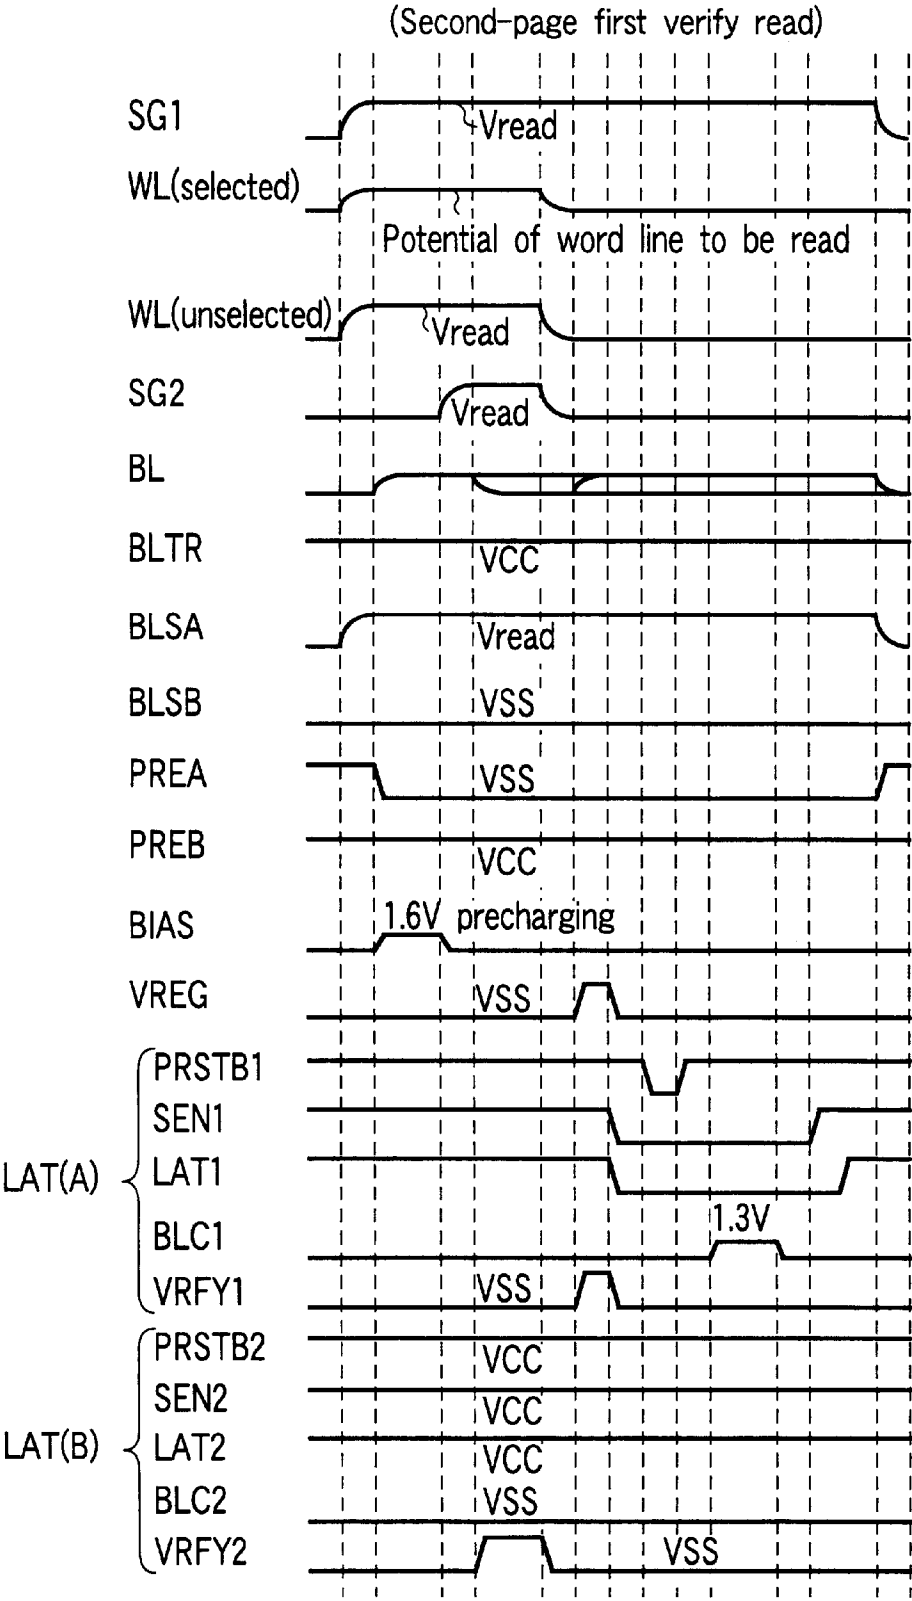 (Second-page first verify read)
SG1
Vread
WL(selected)
Potential of word line to be read
WL(unselected)
Vread
SG2
Vread
BL
BLTR
VCC
BLSA
Vread
BLSB
VSS
PREA
VSS
PREB
VCC
BIAS
1.6V precharging
VREG
VSS
LAT(A)
PRSTB1
SEN1
LAT1
1.3V
BLC1
VRFY1
VSS
LAT(B)
PRSTB2
VCC
SEN2
VCC
LAT2
VCC
BLC2
VSS
VRFY2
VSS